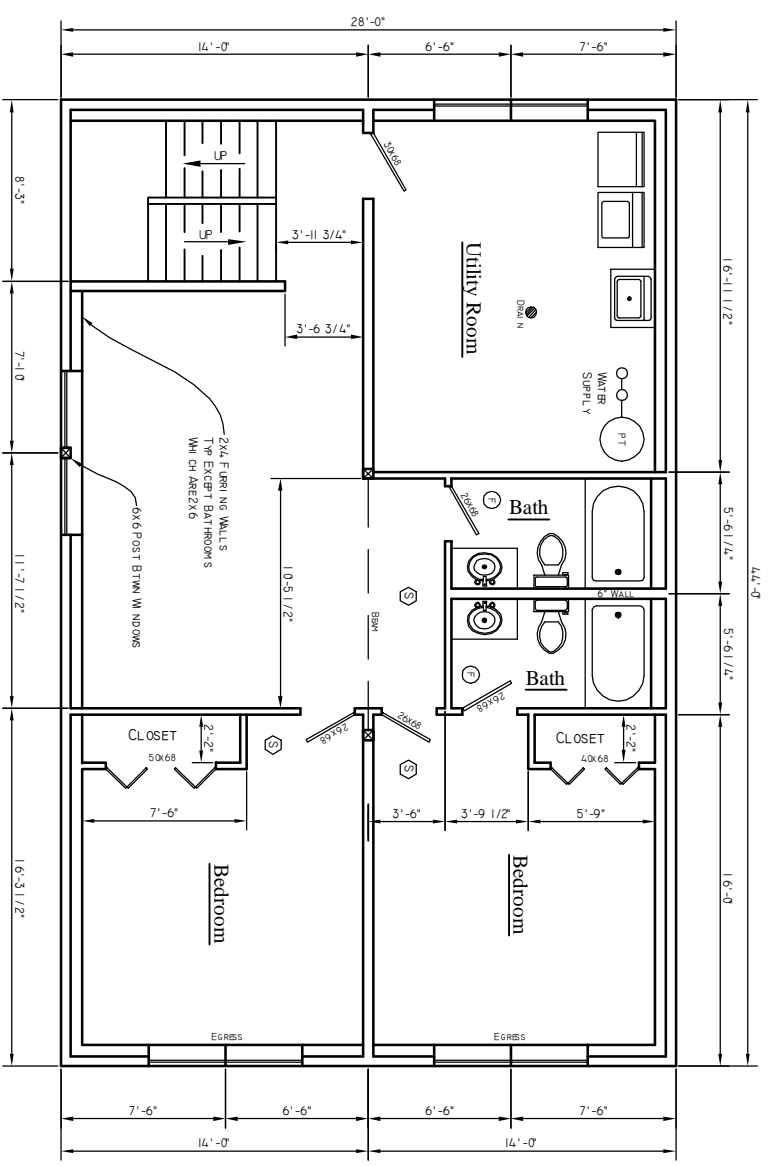 28'-0"
14'-0"
6'-6"
7'-6"
8'-3"
7'-10"
11'-7 1/2"
16'-3 1/2"
16'-11 1/2"
5'-6 1/4"
5'-6 1/4"
16'-0"
44'-0"
UP
UP
3'-11 3/4"
30x68
Utility Room
DRAIN
WATER
SUPPLY
PT
3'-6 3/4"
2x4 FURRING WALLS
TYP EXCEPT BATHROOMS
WHICH ARE 2x6
6x6 POST BTWN WINDOWS
10-5 1/2"
BEAM
26x68
F
Bath
6" WALL
S
F
Bath
26x68
CLOSET
2'-2"
50x68
S
26x68
26x68
S
CLOSET
2'-2"
40x68
7'-6"
3'-6"
3'-9 1/2"
5'-9"
Bedroom
Bedroom
EGRESS
EGRESS
7'-6"
6'-6"
6'-6"
7'-6"
14'-0"
14'-0"